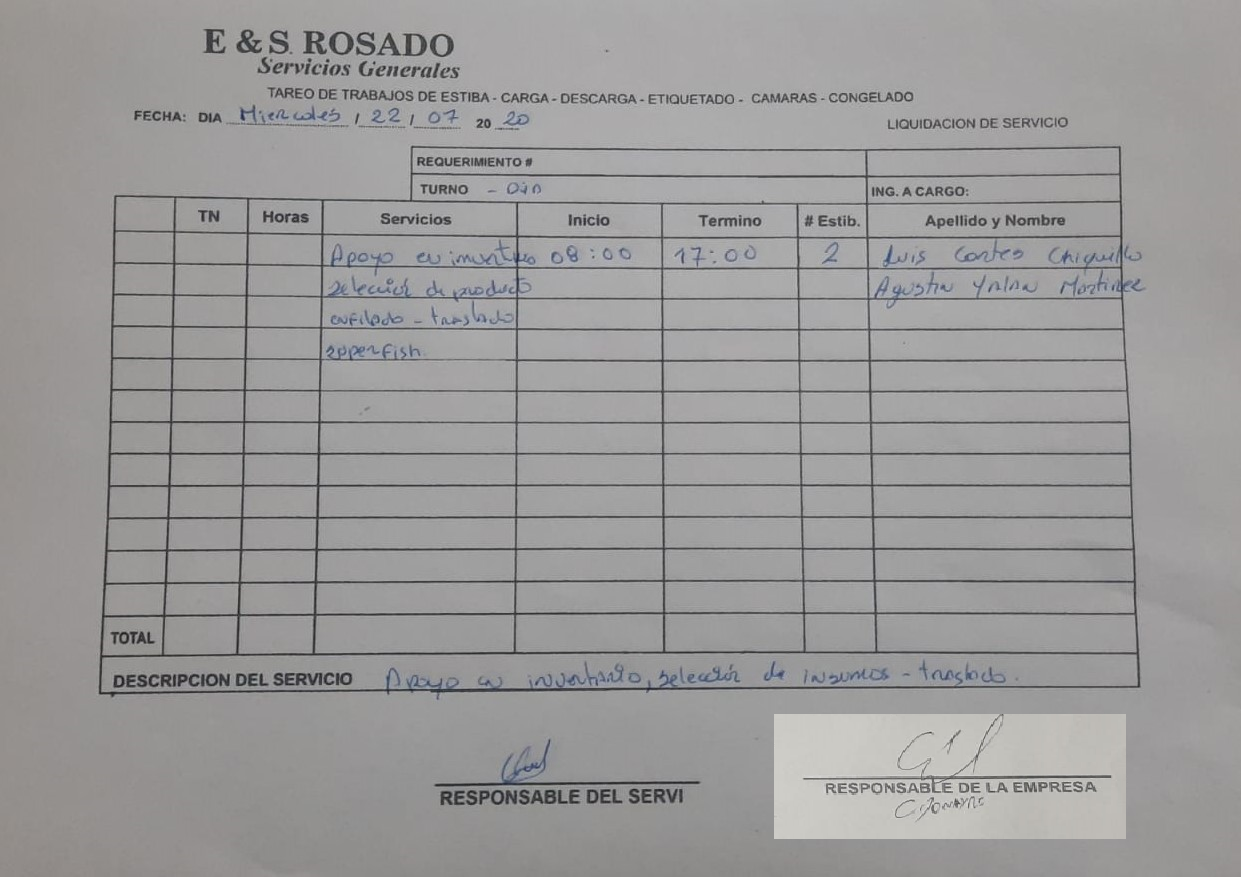 E & S. ROSADO
Servicios Generales
TAREO DE TRABAJOS DE ESTIBA - CARGA - DESCARGA - ETIQUETADO - CAMARAS - CONGELADO
FECHA: DIA Miercoles / 22 / 07 20 20
LIQUIDACION DE SERVICIO
REQUERIMIENTO #
TURNO - Dia
ING. A CARGO:
TN Horas Servicios Inicio Termino # Estib. Apellido y Nombre
Apoyo en inventario 08:00 17:00 2 Luis Cortes Chiquillo
Selección de producto Agustin Martinez
enfilado - traslado
TOTAL
DESCRIPCION DEL SERVICIO Apoyo en inventario, selección de insumos - traslado.
RESPONSABLE DEL SERVI
RESPONSABLE DE LA EMPRESA